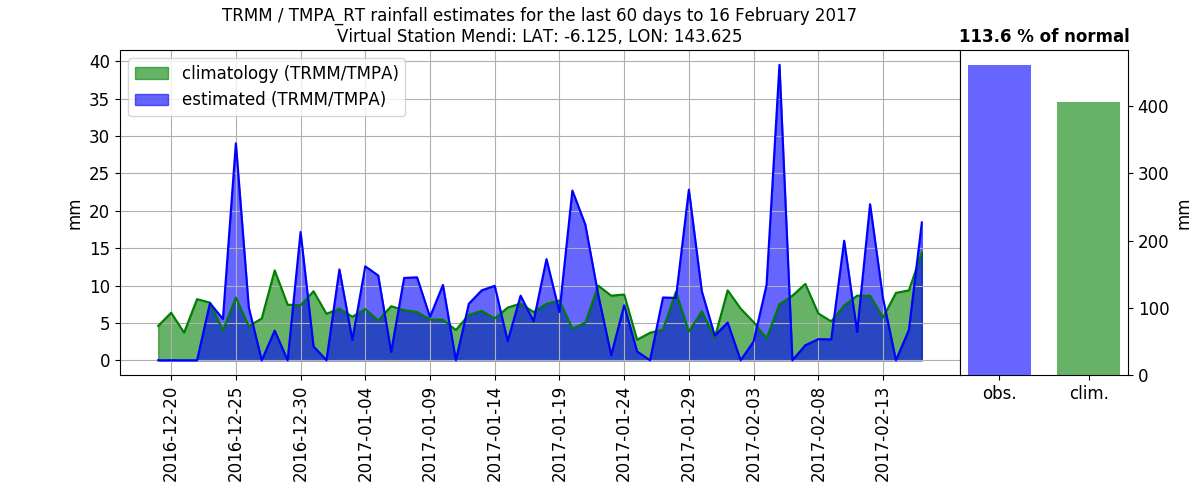 TRMM / TMPA_RT rainfall estimates for the last 60 days to 16 February 2017
Virtual Station Mendi: LAT: -6.125, LON: 143.625
113.6 % of normal
climatology (TRMM/TMPA)
estimated (TRMM/TMPA)
mm
40
35
30
25
20
15
10
5
0
2016-12-20
2016-12-25
2016-12-30
2017-01-04
2017-01-09
2017-01-14
2017-01-19
2017-01-24
2017-01-29
2017-02-03
2017-02-08
2017-02-13
400
300
200
100
0
mm
obs.
clim.